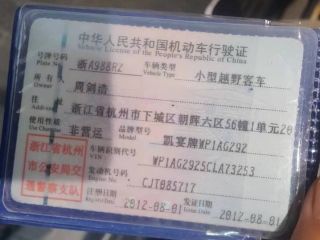 中华人民共和国机动车行驶证
Vehicle License of the People's Republic of China
号牌号码 浙A988RZ 车辆类型 小型越野客车
Plate No. Vehicle Type
所有人 周剑浩
Owner
住址 浙江省杭州市下城区朝晖六区56幢1单元20
Address
使用性质 非营运 品牌型号 凯宴牌WP1AG292
Use Character Model
浙江省杭州市公安局交通警察支队
车辆识别代号 WP1AG2925CLA73253
VIN
发动机号码 CJT085717
Engine No.
注册日期 2012-08-01 发证日期 2012-08-01
Register Date Issue Date